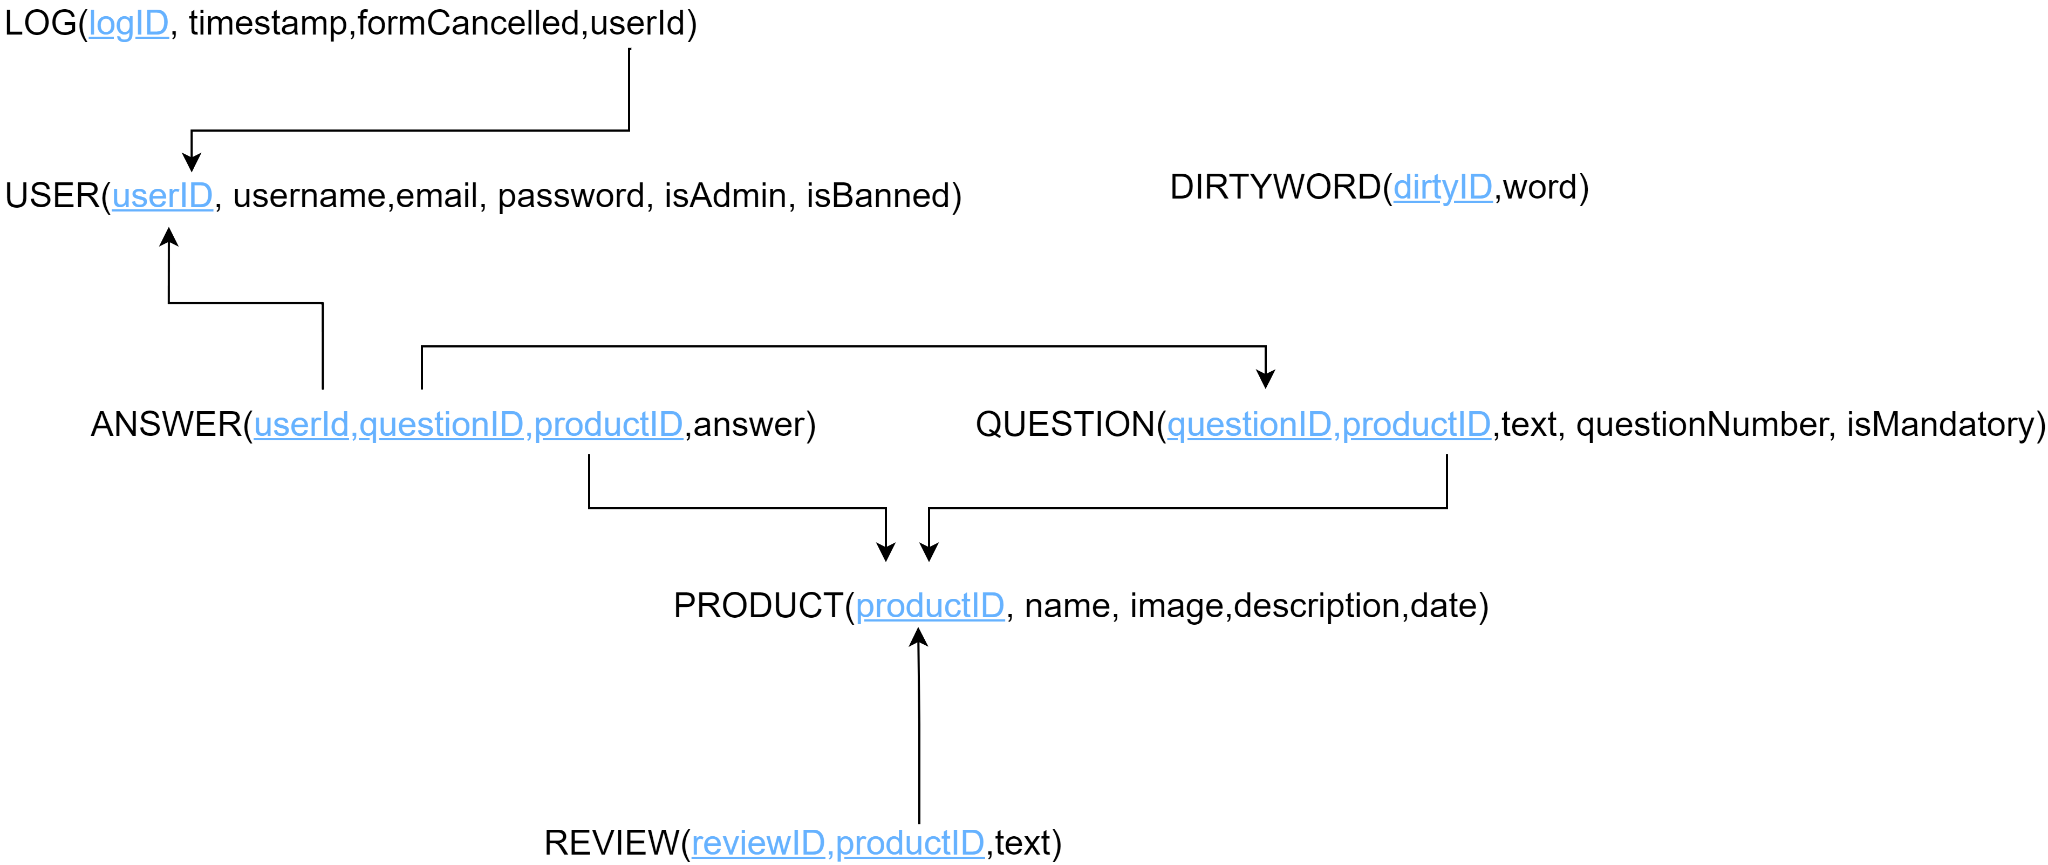 LOG(logID, timestamp,formCancelled,userId)
USER(userID, username,email, password, isAdmin, isBanned)
DIRTYWORD(dirtyID,word)
ANSWER(userId,questionID,productID,answer)
QUESTION(questionID,productID,text, questionNumber, isMandatory)
PRODUCT(productID, name, image,description,date)
REVIEW(reviewID,productID,text)